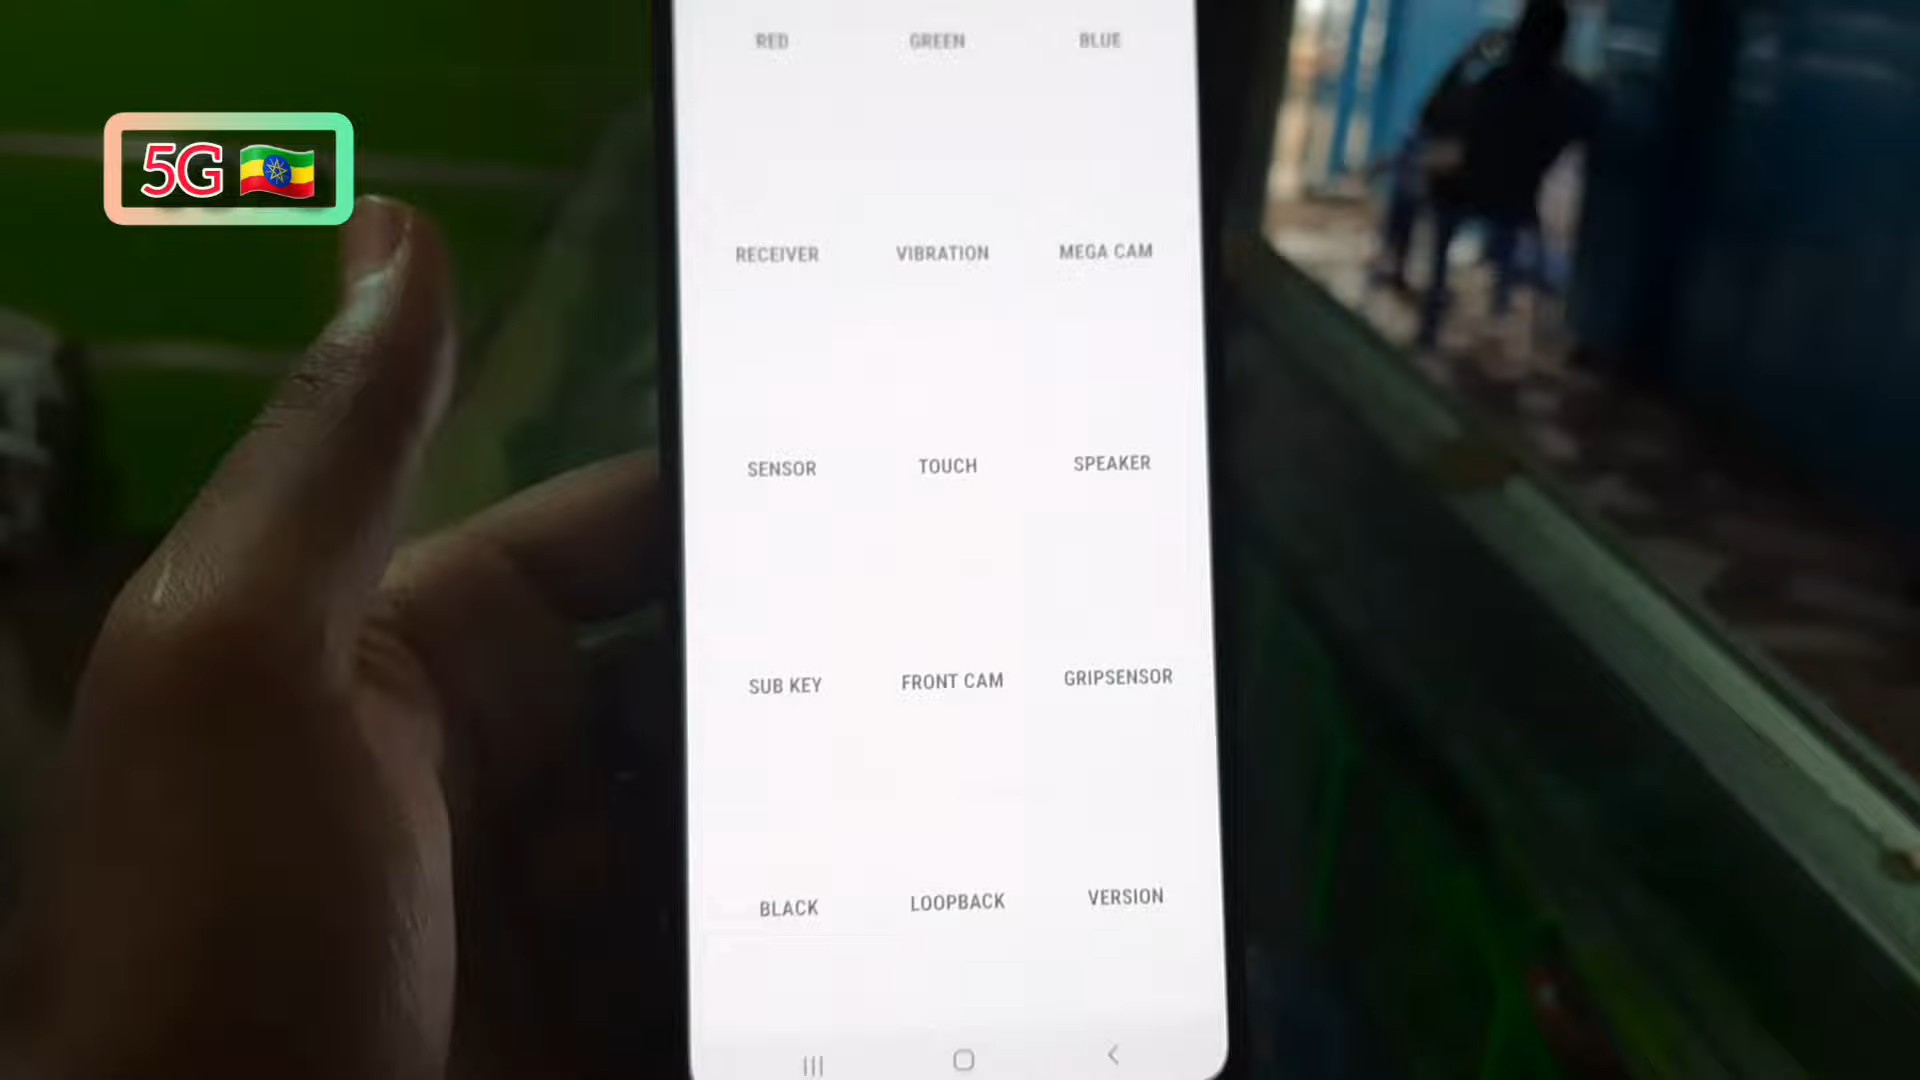 RED GREEN BLUE
5G
RECEIVER VIBRATION MEGA CAM
SENSOR TOUCH SPEAKER
SUB KEY FRONT CAM GRIPSENSOR
BLACK LOOPBACK VERSION